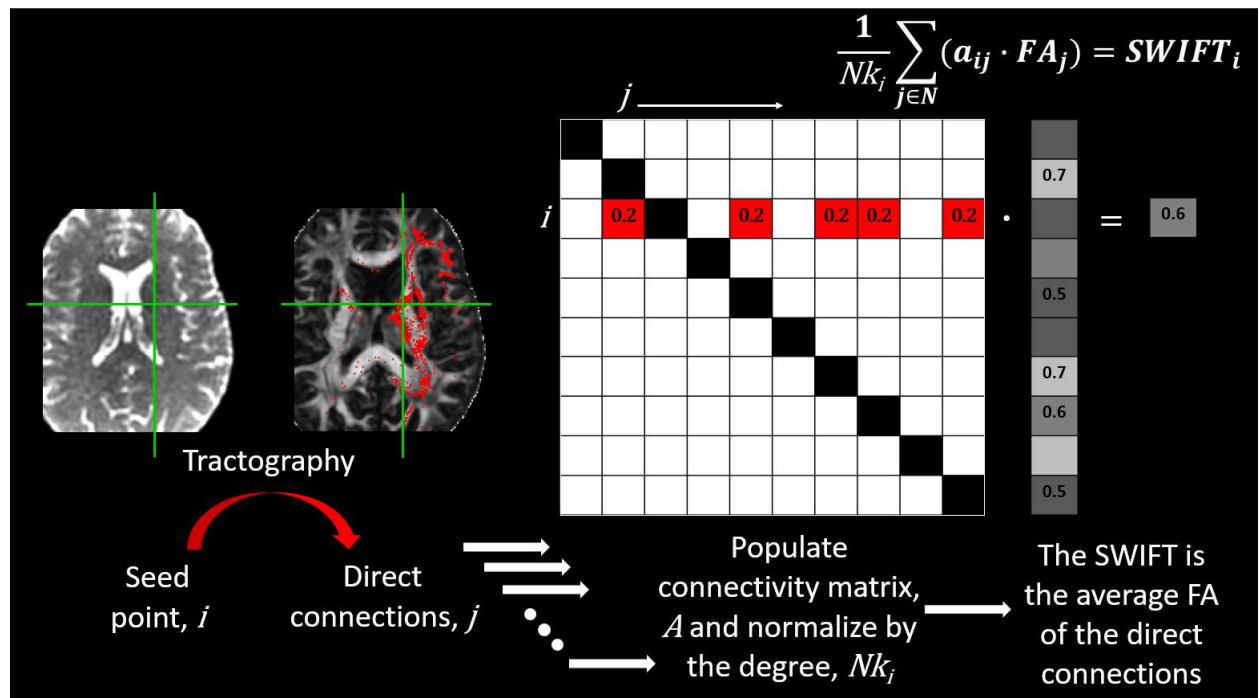 1/Nk_i ∑_{j∈N} (a_ij · FA_j) = SWIFT_i
j
i
0.2 0.2 0.2 0.2 0.2 · = 0.6
0.7
0.5
0.7
0.6
0.5
Tractography
Seed
point, i
Direct
connections, j
Populate
connectivity matrix,
A and normalize by
the degree, Nk_i
The SWIFT is
the average FA
of the direct
connections